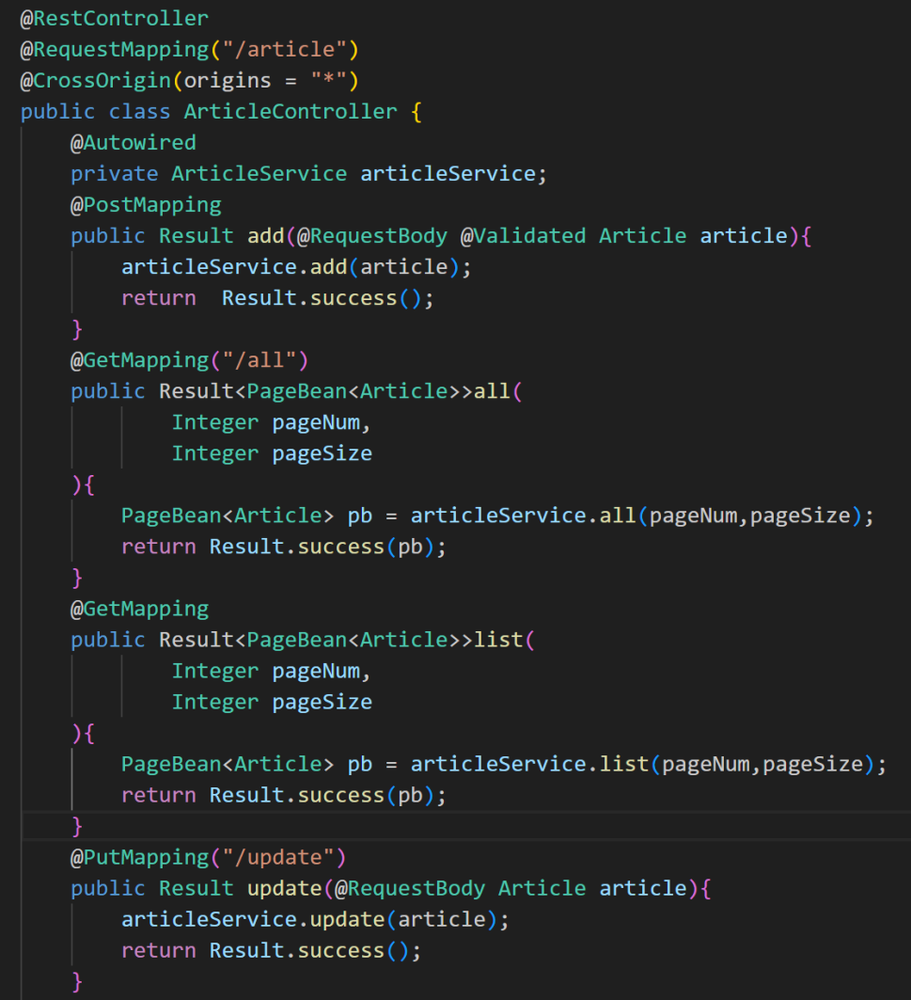 @RestController
@RequestMapping("/article")
@CrossOrigin(origins = "*")
public class ArticleController {
    @Autowired
    private ArticleService articleService;
    @PostMapping
    public Result add(@RequestBody @Validated Article article){
        articleService.add(article);
        return  Result.success();
    }
    @GetMapping("/all")
    public Result<PageBean<Article>>all(
            Integer pageNum,
            Integer pageSize
    ){
        PageBean<Article> pb = articleService.all(pageNum,pageSize);
        return Result.success(pb);
    }
    @GetMapping
    public Result<PageBean<Article>>list(
            Integer pageNum,
            Integer pageSize
    ){
        PageBean<Article> pb = articleService.list(pageNum,pageSize);
        return Result.success(pb);
    }
    @PutMapping("/update")
    public Result update(@RequestBody Article article){
        articleService.update(article);
        return Result.success();
    }